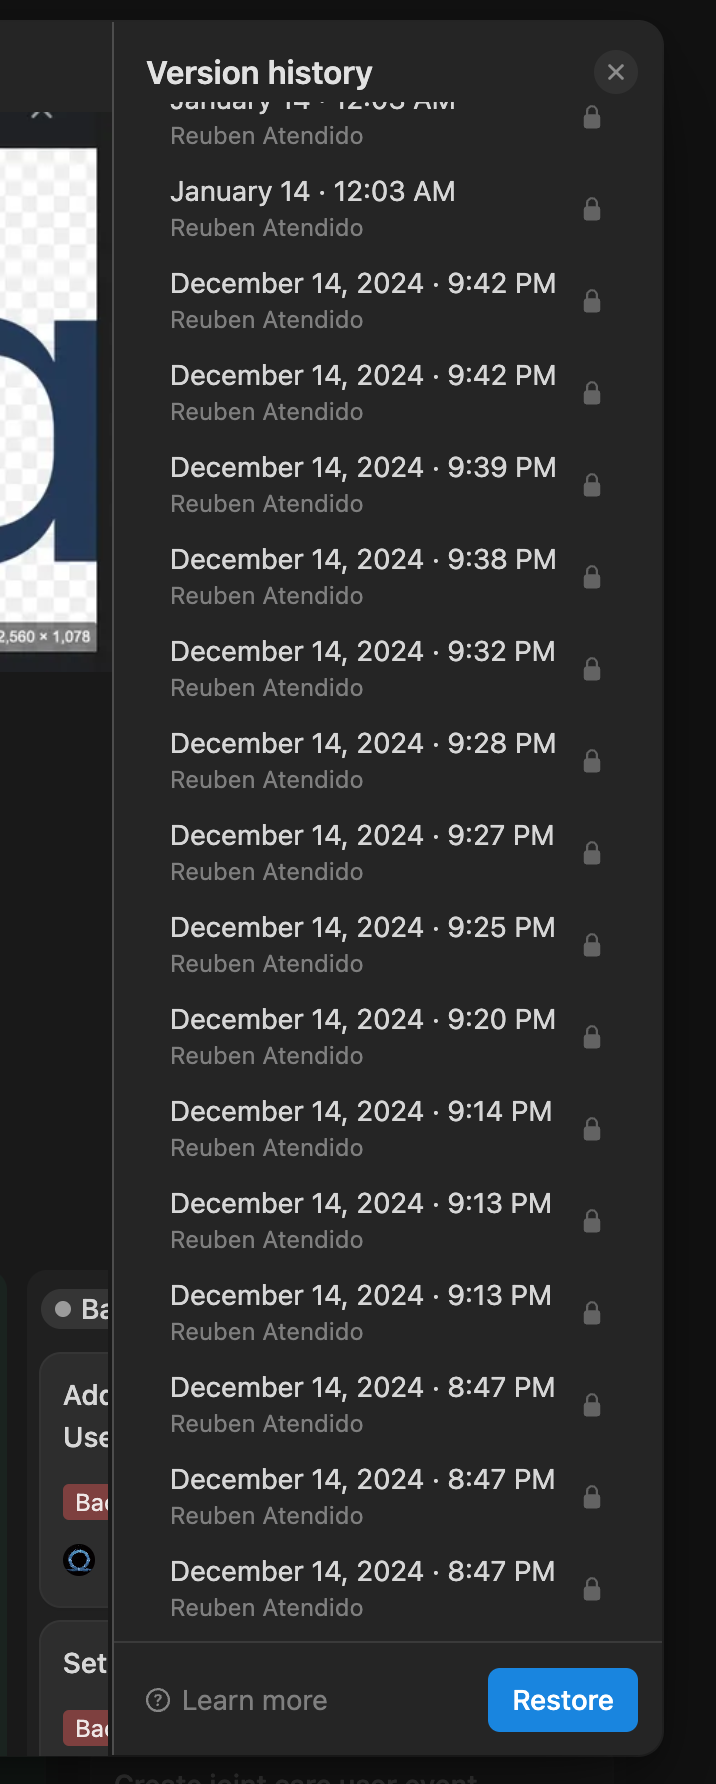 Version history
January 14 · 12:03 AM
Reuben Atendido
January 14 · 12:03 AM
Reuben Atendido
December 14, 2024 · 9:42 PM
Reuben Atendido
December 14, 2024 · 9:42 PM
Reuben Atendido
December 14, 2024 · 9:39 PM
Reuben Atendido
December 14, 2024 · 9:38 PM
Reuben Atendido
December 14, 2024 · 9:32 PM
Reuben Atendido
December 14, 2024 · 9:28 PM
Reuben Atendido
December 14, 2024 · 9:27 PM
Reuben Atendido
December 14, 2024 · 9:25 PM
Reuben Atendido
December 14, 2024 · 9:20 PM
Reuben Atendido
December 14, 2024 · 9:14 PM
Reuben Atendido
December 14, 2024 · 9:13 PM
Reuben Atendido
December 14, 2024 · 9:13 PM
Reuben Atendido
December 14, 2024 · 8:47 PM
Reuben Atendido
December 14, 2024 · 8:47 PM
Reuben Atendido
December 14, 2024 · 8:47 PM
Reuben Atendido
Learn more
Restore
a
2,560 × 1,078
Ba
Add
Use
Bac
Set
Bac